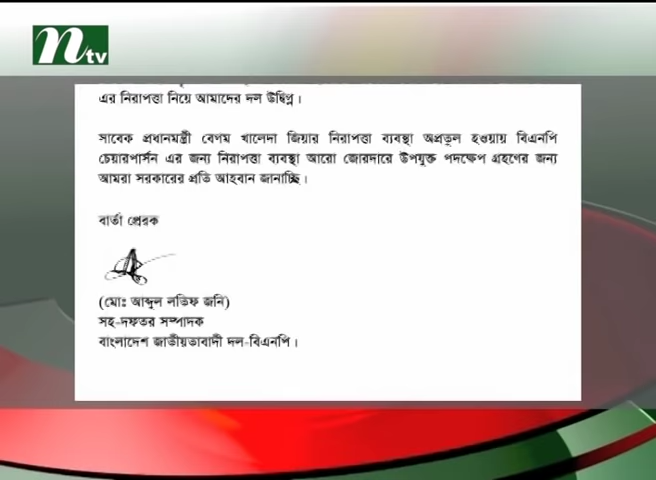 ntv
এর নিরাপত্তা নিয়ে আমাদের দল উদ্বিগ্ন।
সাবেক প্রধানমন্ত্রী বেগম খালেদা জিয়ার নিরাপত্তা ব্যবস্থা অপ্রতুল হওয়ায় বিএনপি
চেয়ারপার্সন এর জন্য নিরাপত্তা ব্যবস্থা আরো জোরদারে উপযুক্ত পদক্ষেপ গ্রহণের জন্য
আমরা সরকারের প্রতি আহবান জানাচ্ছি।
বার্তা প্রেরক
(মোঃ আব্দুল লতিফ জনি)
সহ-দফতর সম্পাদক
বাংলাদেশ জাতীয়তাবাদী দল-বিএনপি।